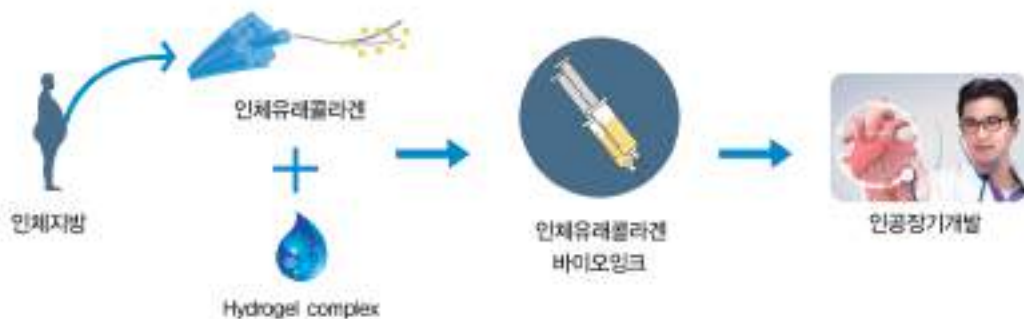 인체지방
인체유래콜라겐
Hydrogel complex
인체유래콜라겐
바이오잉크
인공장기개발